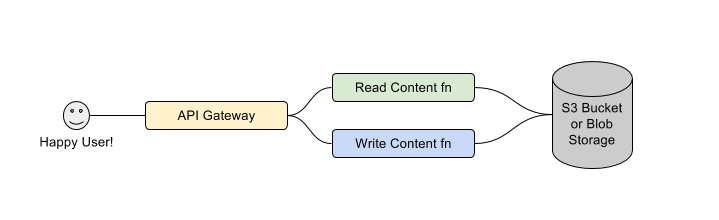 Happy User!
API Gateway
Read Content fn
Write Content fn
S3 Bucket
or Blob
Storage